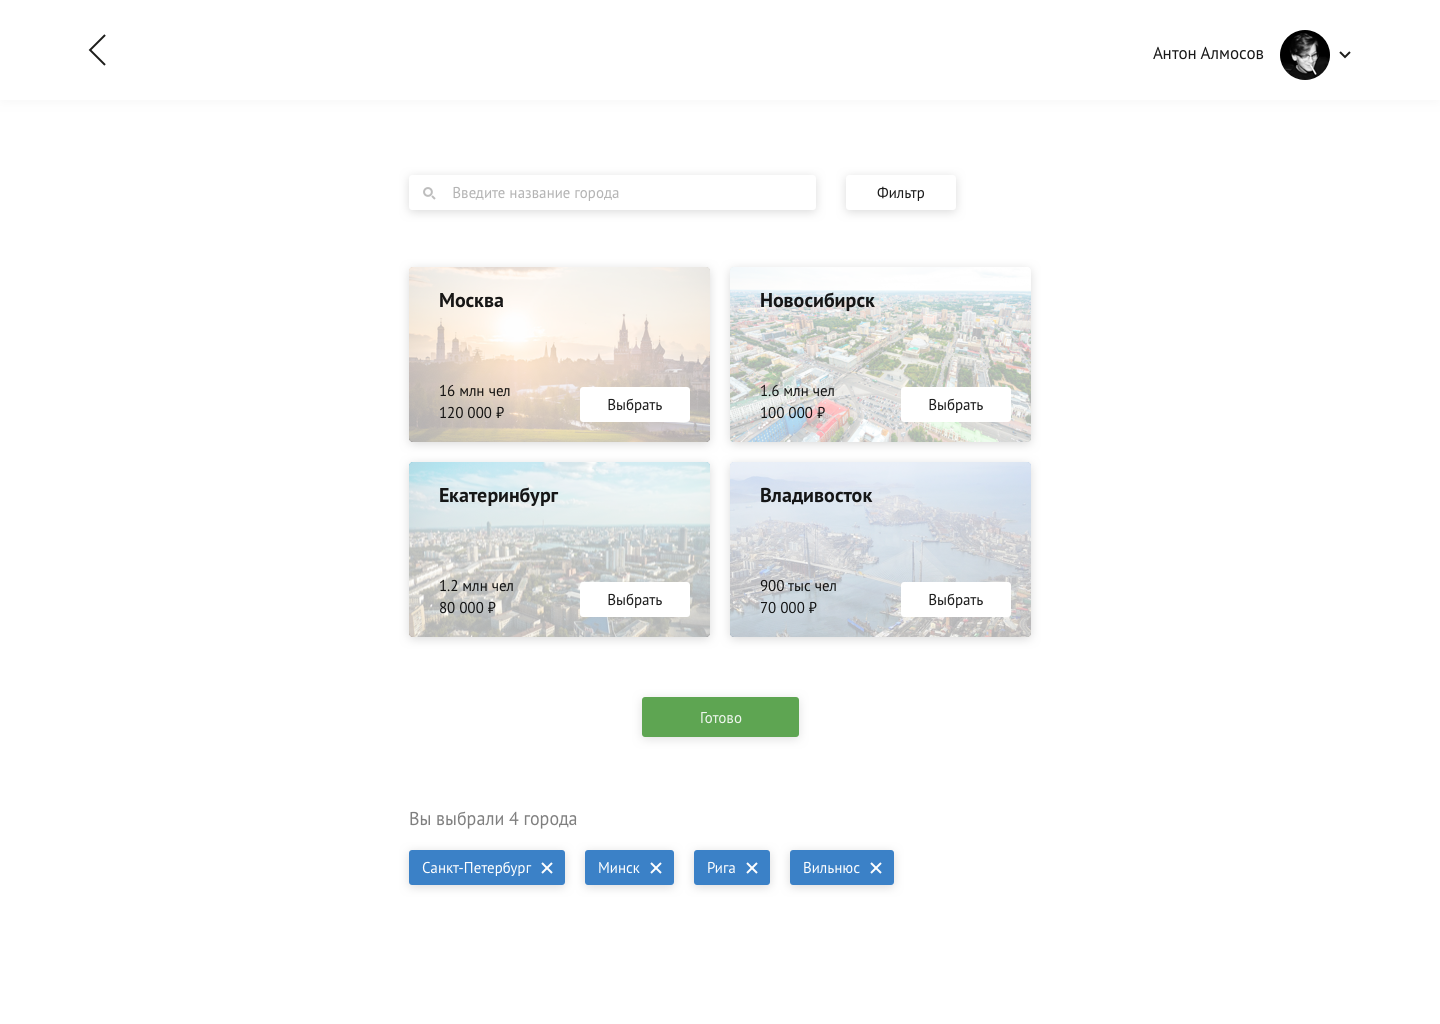 Антон Алмосов
Введите название города
Фильтр
Москва
16 млн чел
120 000 ₽
Выбрать
Новосибирск
1.6 млн чел
100 000 ₽
Выбрать
Екатеринбург
1.2 млн чел
80 000 ₽
Выбрать
Владивосток
900 тыс чел
70 000 ₽
Выбрать
Готово
Вы выбрали 4 города
Санкт-Петербург
Минск
Рига
Вильнюс